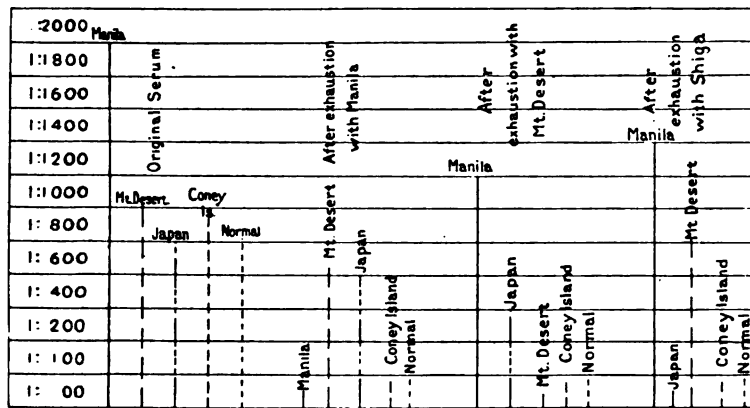 :2000
Manila
1:1800
1:1600
1:1400
1:1200
1:1000
1: 800
1: 600
1: 400
1: 200
1: 100
1: 00
Original Serum
Mt.Desert
Japan
Coney
Is.
Normal
After exhaustion
with Manila
Manila
Mt. Desert
Japan
Coney Island
Normal
After
exhaustion with
Mt. Desert
Manila
Japan
Mt. Desert
Coney Island
Normal
After
exhaustion
with Shiga
Manila
Japan
Mt Desert
Coney Island
Normal